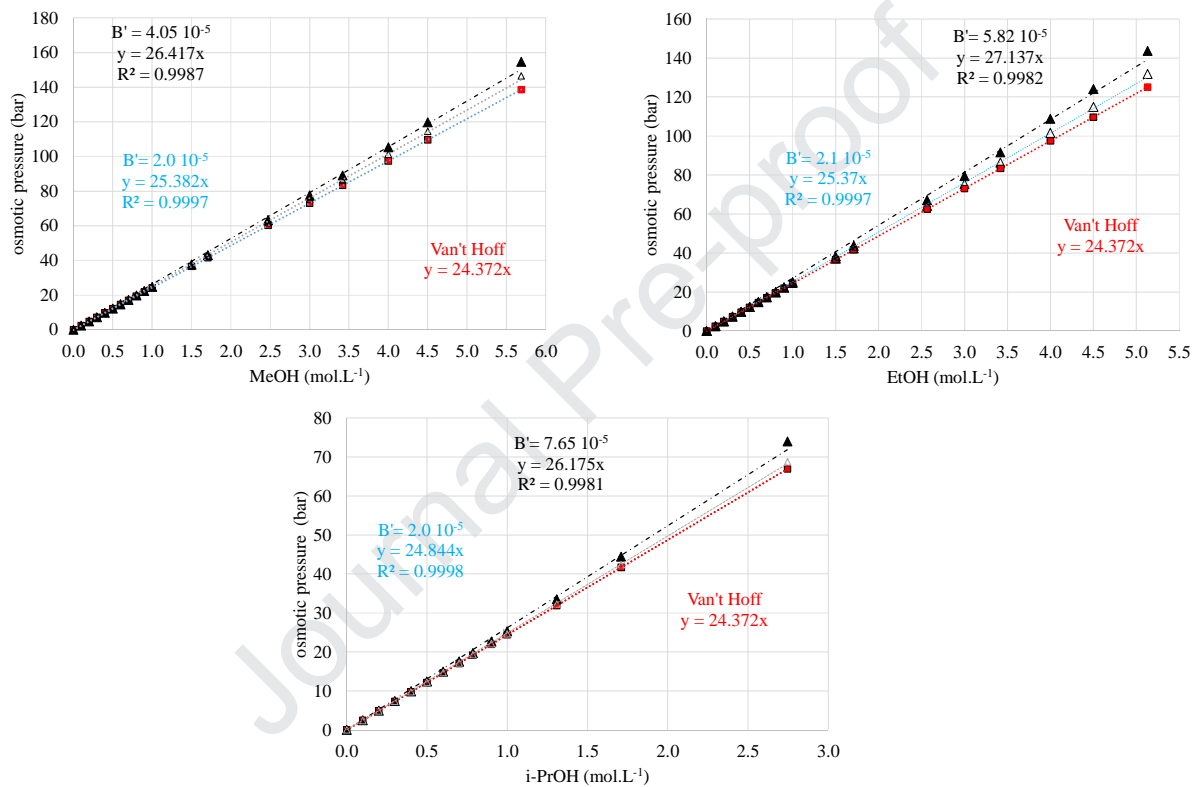 180
160
140
120
100
80
60
40
20
0
osmotic pressure (bar)
B' = 4.05 10⁻⁵
y = 26.417x
R² = 0.9987
B'= 2.0 10⁻⁵
y = 25.382x
R² = 0.9997
Van't Hoff
y = 24.372x
0.0 0.5 1.0 1.5 2.0 2.5 3.0 3.5 4.0 4.5 5.0 5.5 6.0
MeOH (mol.L⁻¹)
160
140
120
100
80
60
40
20
0
osmotic pressure (bar)
B'= 5.82 10⁻⁵
y = 27.137x
R² = 0.9982
B'= 2.1 10⁻⁵
y = 25.37x
R² = 0.9997
Van't Hoff
y = 24.372x
0.0 0.5 1.0 1.5 2.0 2.5 3.0 3.5 4.0 4.5 5.0 5.5
EtOH (mol.L⁻¹)
80
70
60
50
40
30
20
10
0
osmotic pressure (bar)
B'= 7.65 10⁻⁵
y = 26.175x
R² = 0.9981
B'= 2.0 10⁻⁵
y = 24.844x
R² = 0.9998
Van't Hoff
y = 24.372x
0.0 0.5 1.0 1.5 2.0 2.5 3.0
i-PrOH (mol.L⁻¹)
Journal Pre-proof